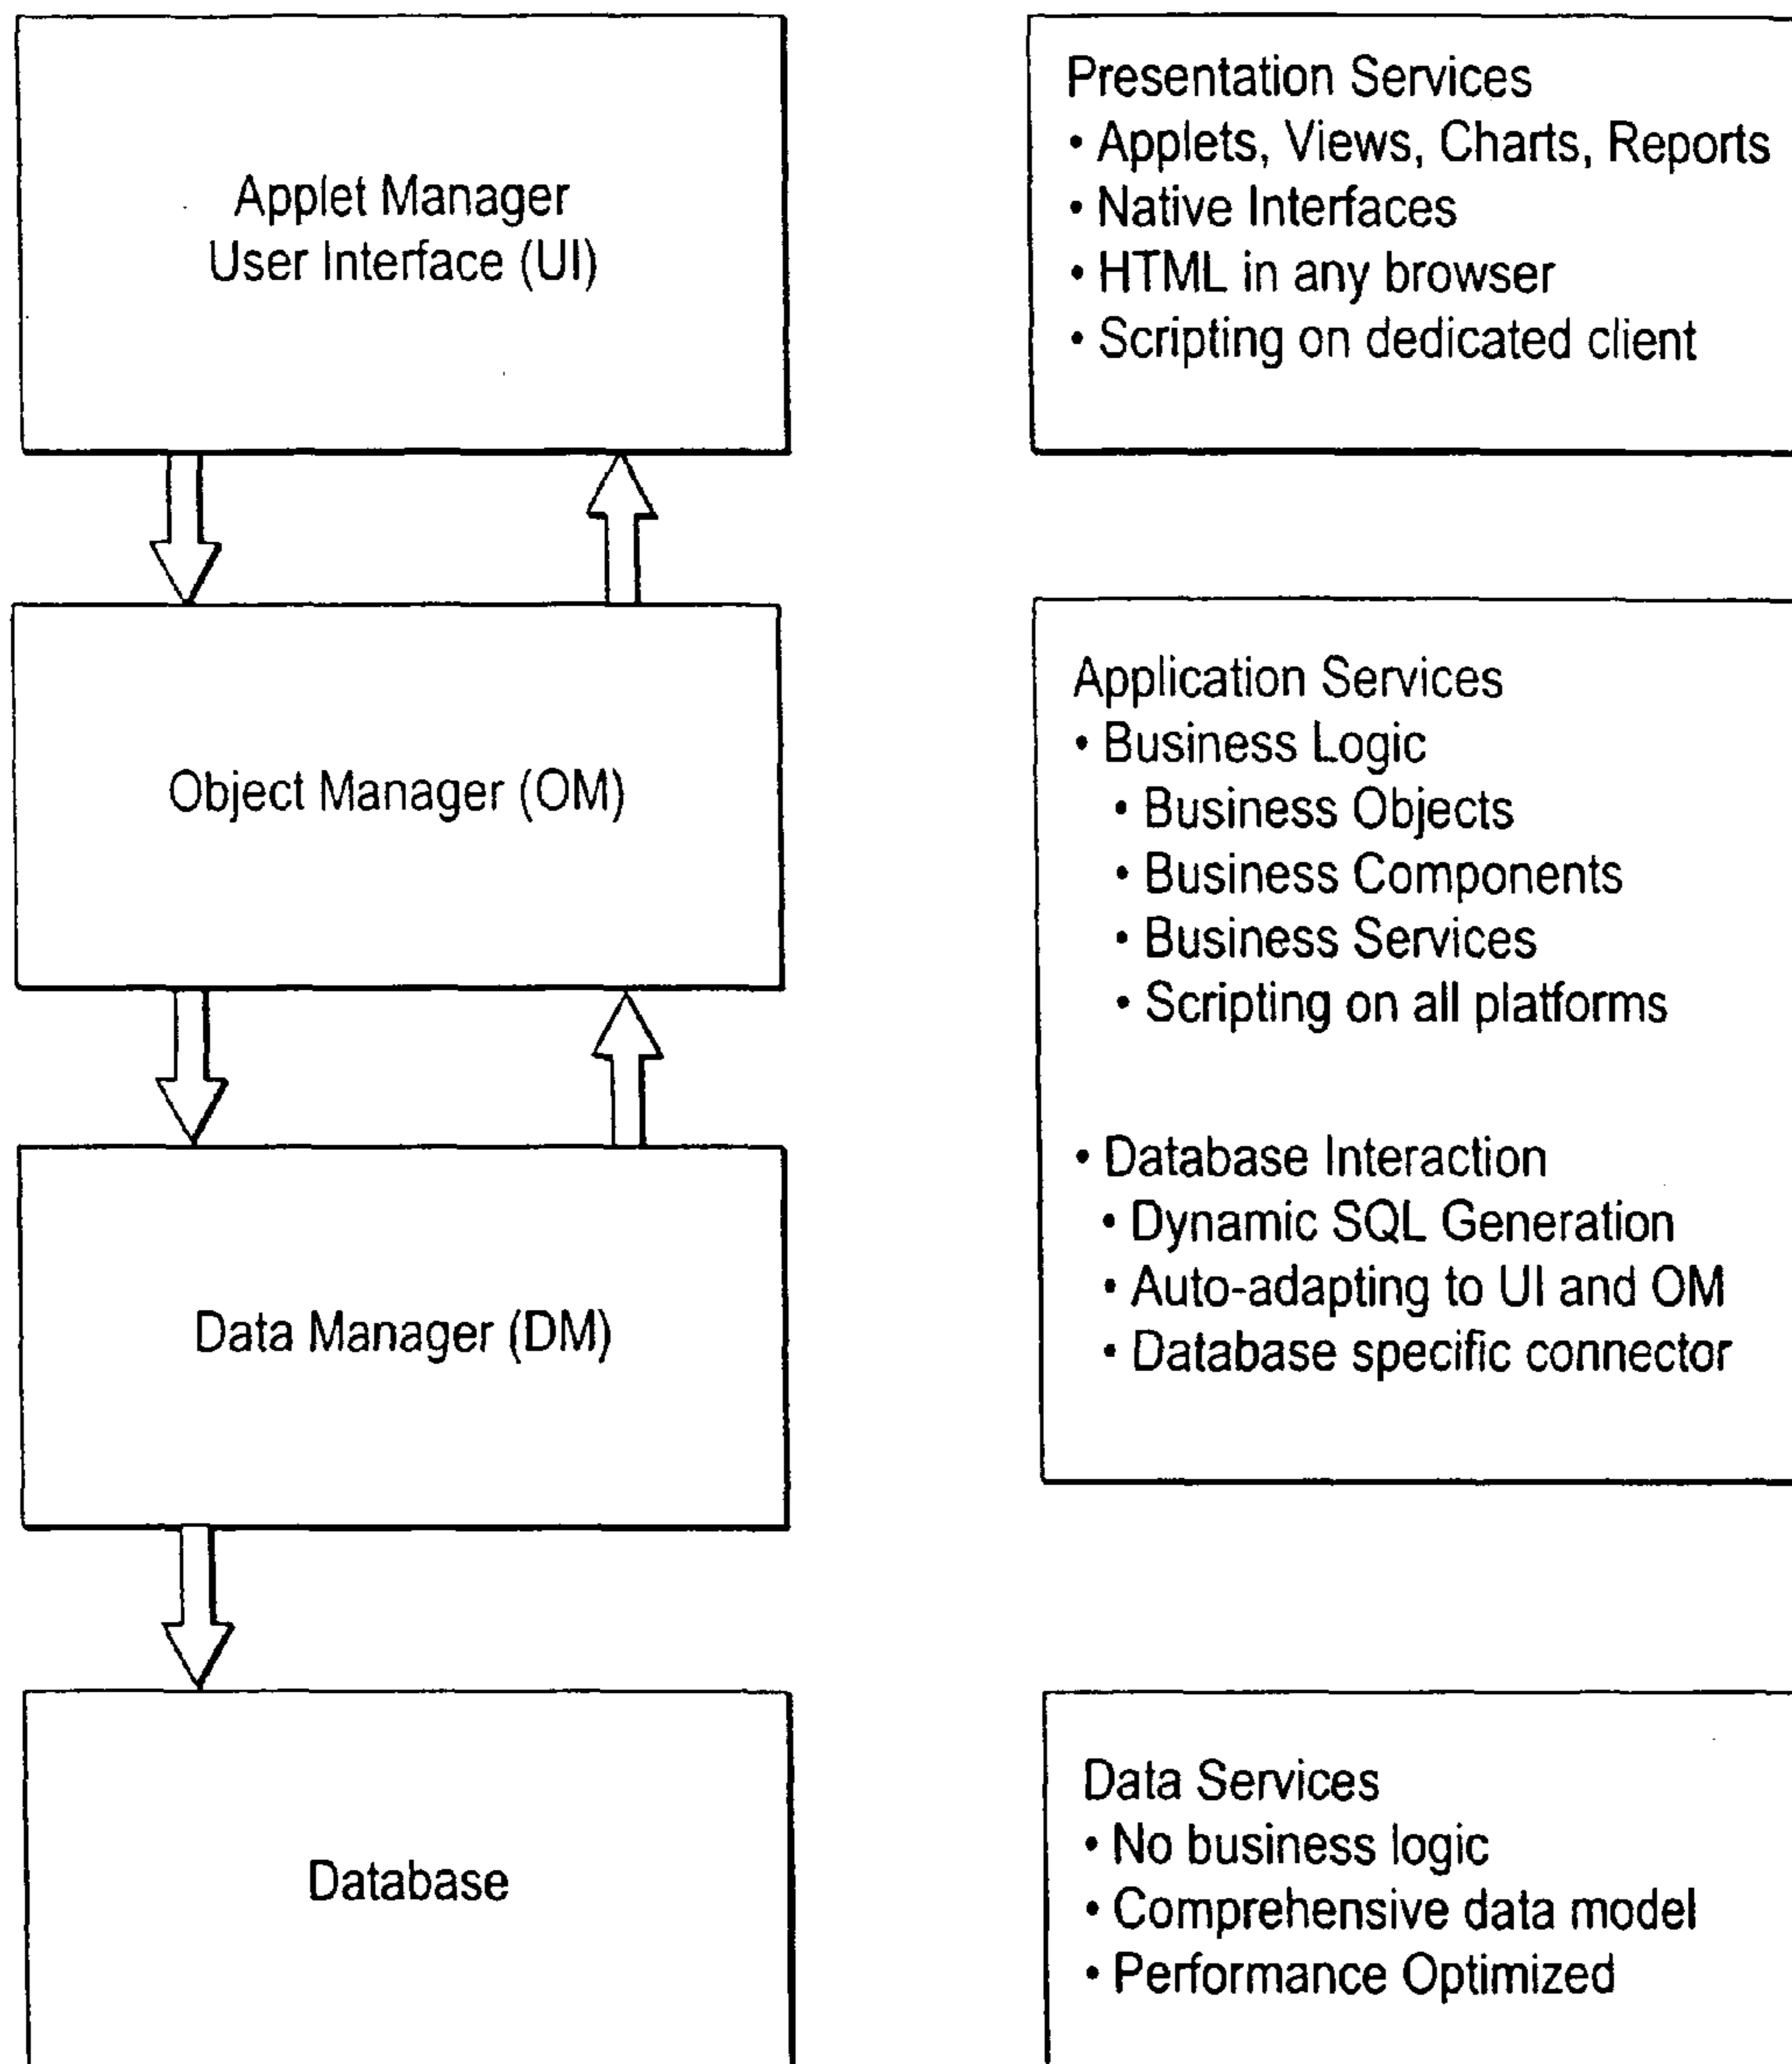 Applet Manager
User Interface (UI)
Presentation Services
• Applets, Views, Charts, Reports
• Native Interfaces
• HTML in any browser
• Scripting on dedicated client
Object Manager (OM)
Data Manager (DM)
Application Services
• Business Logic
• Business Objects
• Business Components
• Business Services
• Scripting on all platforms
• Database Interaction
• Dynamic SQL Generation
• Auto-adapting to UI and OM
• Database specific connector
Database
Data Services
• No business logic
• Comprehensive data model
• Performance Optimized